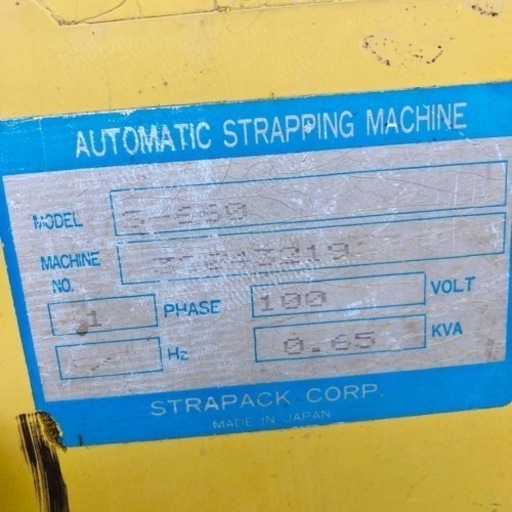 AUTOMATIC STRAPPING MACHINE
MODEL
MACHINE NO.
1 PHASE 100 VOLT
Hz 0.65 KVA
STRAPACK CORP.
MADE IN JAPAN